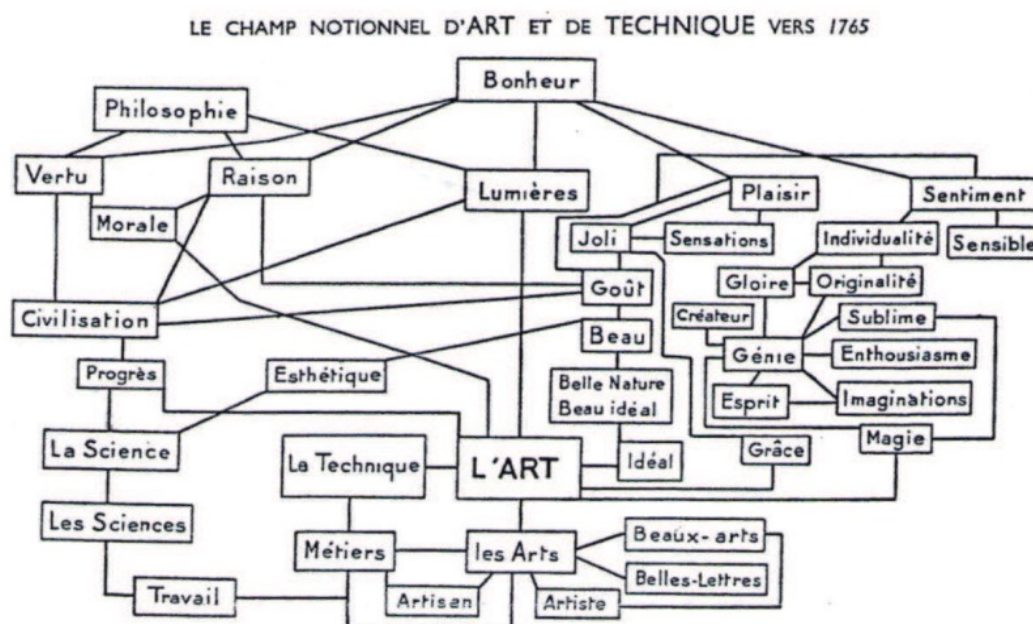 LE CHAMP NOTIONNEL D'ART ET DE TECHNIQUE VERS 1765
Bonheur
Philosophie
Vertu
Raison
Lumières
Plaisir
Sentiment
Morale
Joli
Sensations
Individualité
Sensible
Gloire
Originalité
Civilisation
Goût
Créateur
Sublime
Beau
Génie
Enthousiasme
Progrès
Esthétique
Belle Nature
Beau idéal
Esprit
Imaginations
La Science
La Technique
L'ART
Idéal
Grâce
Magie
Les Sciences
Métiers
les Arts
Beaux-arts
Belles-Lettres
Travail
Artisan
Artiste